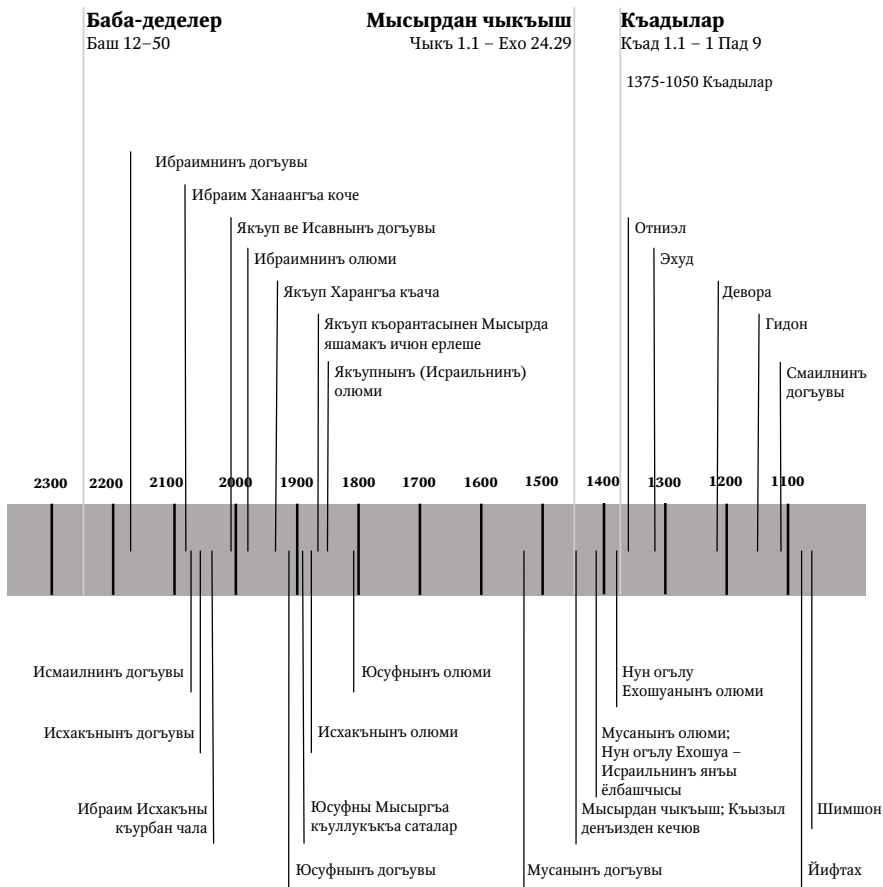 Баба-деделер
Баш 12–50
Мысырдан чыкъыш
Чыкъ 1.1 – Ехо 24.29
Къадылар
Къад 1.1 – 1 Пад 9
1375-1050 Къадылар
Ибраимнинъ догъувы
Ибраим Ханаангъа коче
Якъуп ве Исавнынъ догъувы
Ибраимнинъ олюми
Якъуп Харангъа къача
Якъуп къорантасынен Мысырда
яшамакъ ичюн ерлеше
Якъупнынъ (Исраильнинъ)
олюми
Отниэл
Эхуд
Девора
Гидон
Смаилнинъ
догъувы
2300 2200 2100 2000 1900 1800 1700 1600 1500 1400 1300 1200 1100
Исмаилнинъ догъувы
Исхакънынъ догъувы
Ибраим Исхакъны
къурбан чала
Юсуфнынъ олюми
Исхакънынъ олюми
Юсуфны Мысыргъа
къуллукъкъа саталар
Юсуфнынъ догъувы
Нун огълу
Ехошуанынъ олюми
Мусанынъ олюми;
Нун огълу Ехошуа –
Исраильнинъ янъы
ёлбашчысы
Мысырдан чыкъыш; Къызыл
денъизден кечюв
Мусанынъ догъувы
Шимшон
Йифтах